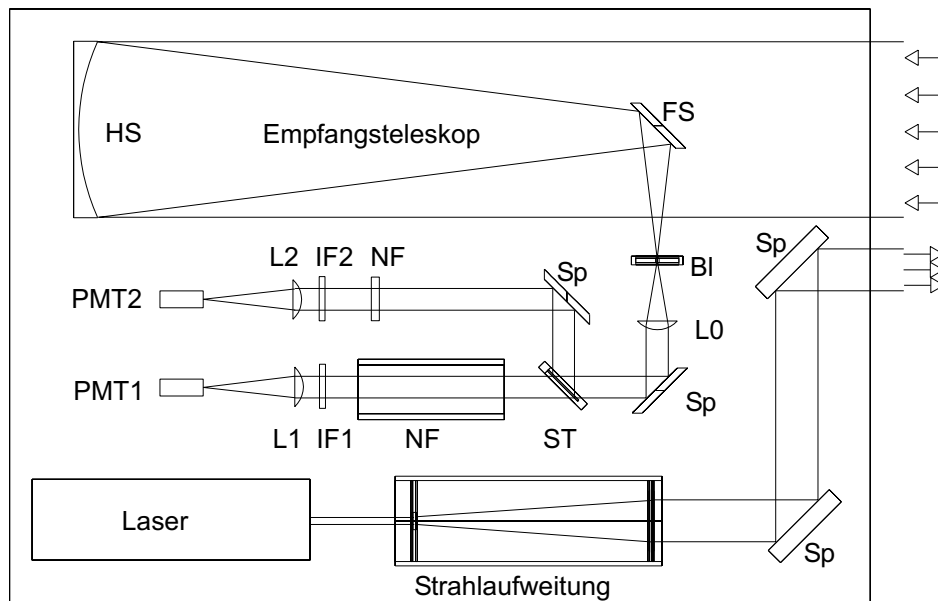 HS
Empfangsteleskop
FS
Sp
Bl
L2
IF2
NF
Sp
PMT2
L0
PMT1
Sp
L1
IF1
NF
ST
Laser
Sp
Strahlaufweitung